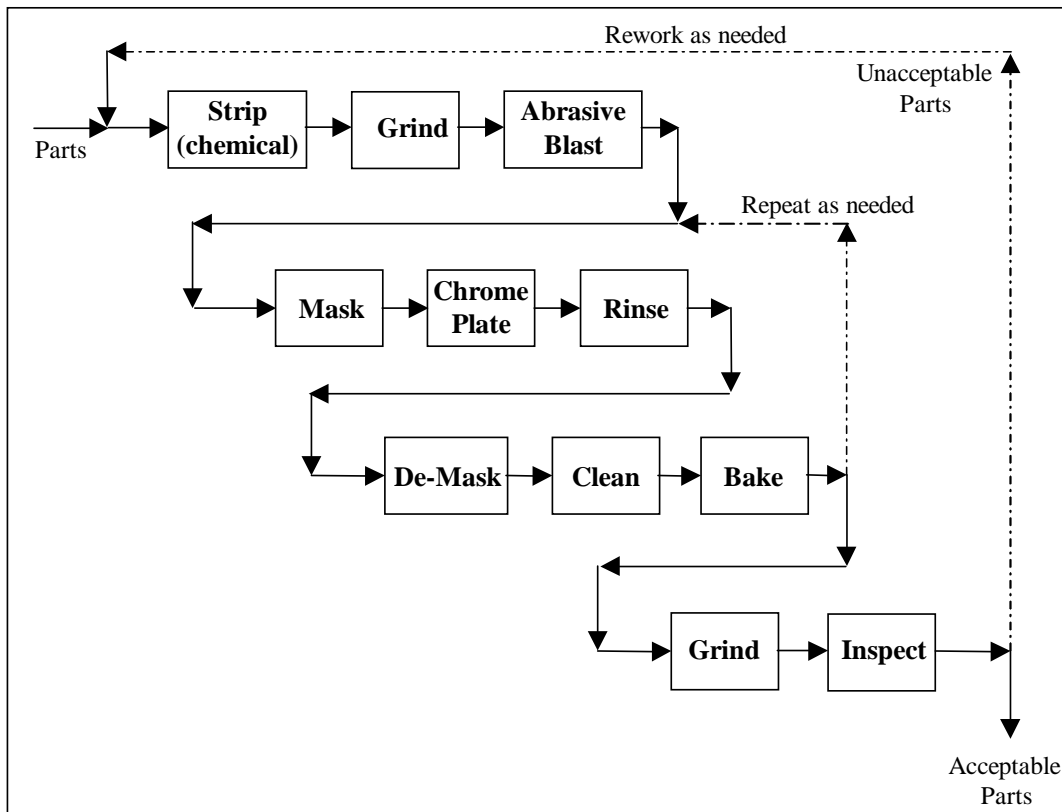 Rework as needed
Unacceptable
Parts
Parts
Strip
(chemical)
Grind
Abrasive
Blast
Repeat as needed
Mask
Chrome
Plate
Rinse
De-Mask
Clean
Bake
Grind
Inspect
Acceptable
Parts